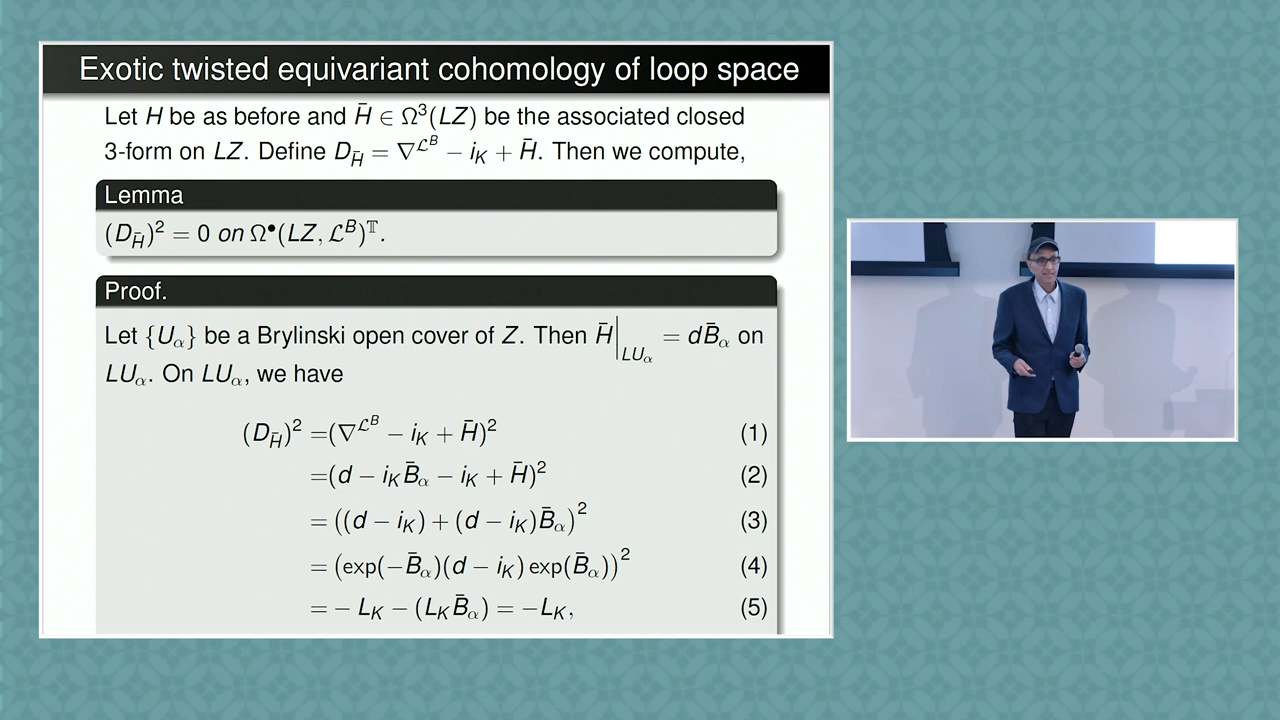 Exotic twisted equivariant cohomology of loop space
Let H be as before and H̄ ∈ Ω³(LZ) be the associated closed
3-form on LZ. Define D_H̄ = ∇^{ℒ^B} − i_K + H̄. Then we compute,
Lemma
(D_H̄)² = 0 on Ω^•(LZ, ℒ^B)^𝕋.
Proof.
Let {U_α} be a Brylinski open cover of Z. Then H̄|_{LU_α} = dB̄_α on
LU_α. On LU_α, we have
(D_H̄)² =(∇^{ℒ^B} − i_K + H̄)² (1)
=(d − i_K B̄_α − i_K + H̄)² (2)
= ((d − i_K) + (d − i_K)B̄_α)² (3)
= (exp(−B̄_α)(d − i_K) exp(B̄_α))² (4)
= − L_K − (L_K B̄_α) = −L_K, (5)